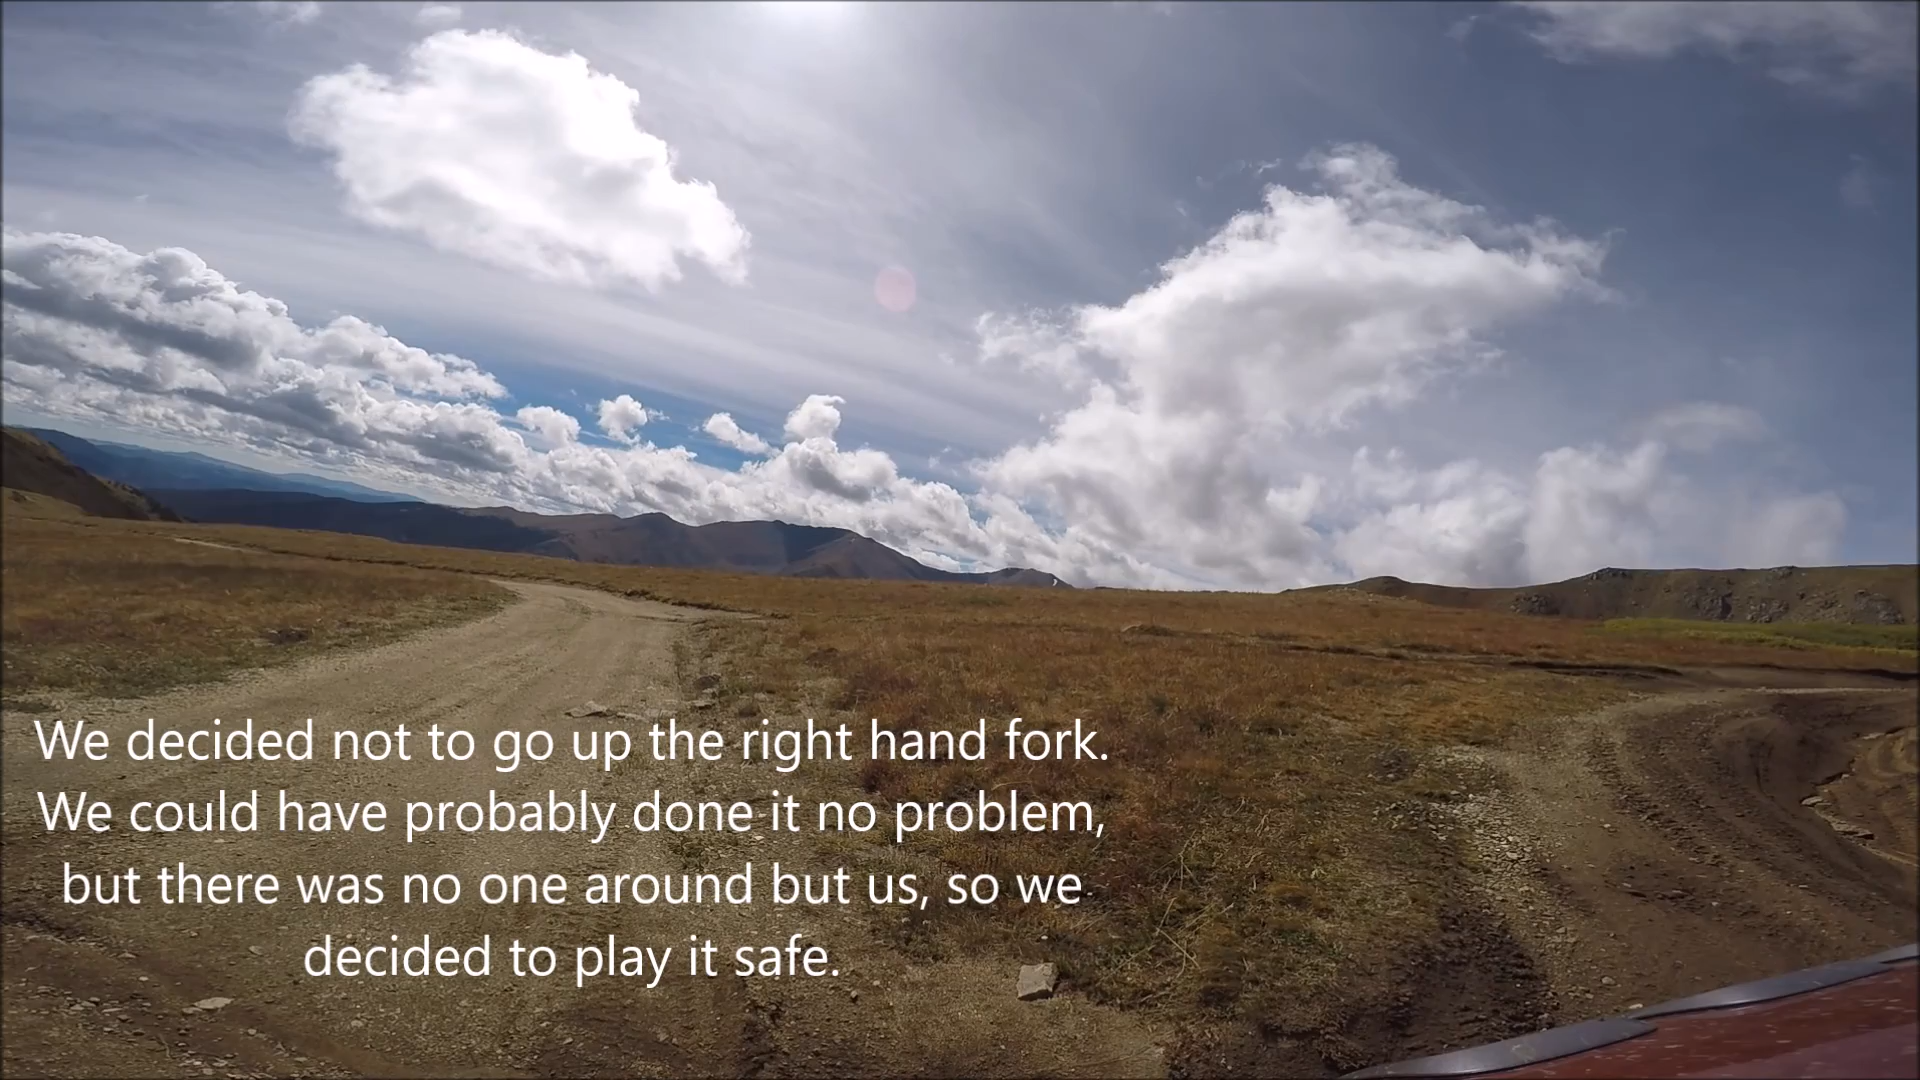 We decided not to go up the right hand fork.
We could have probably done it no problem,
but there was no one around but us, so we
decided to play it safe.